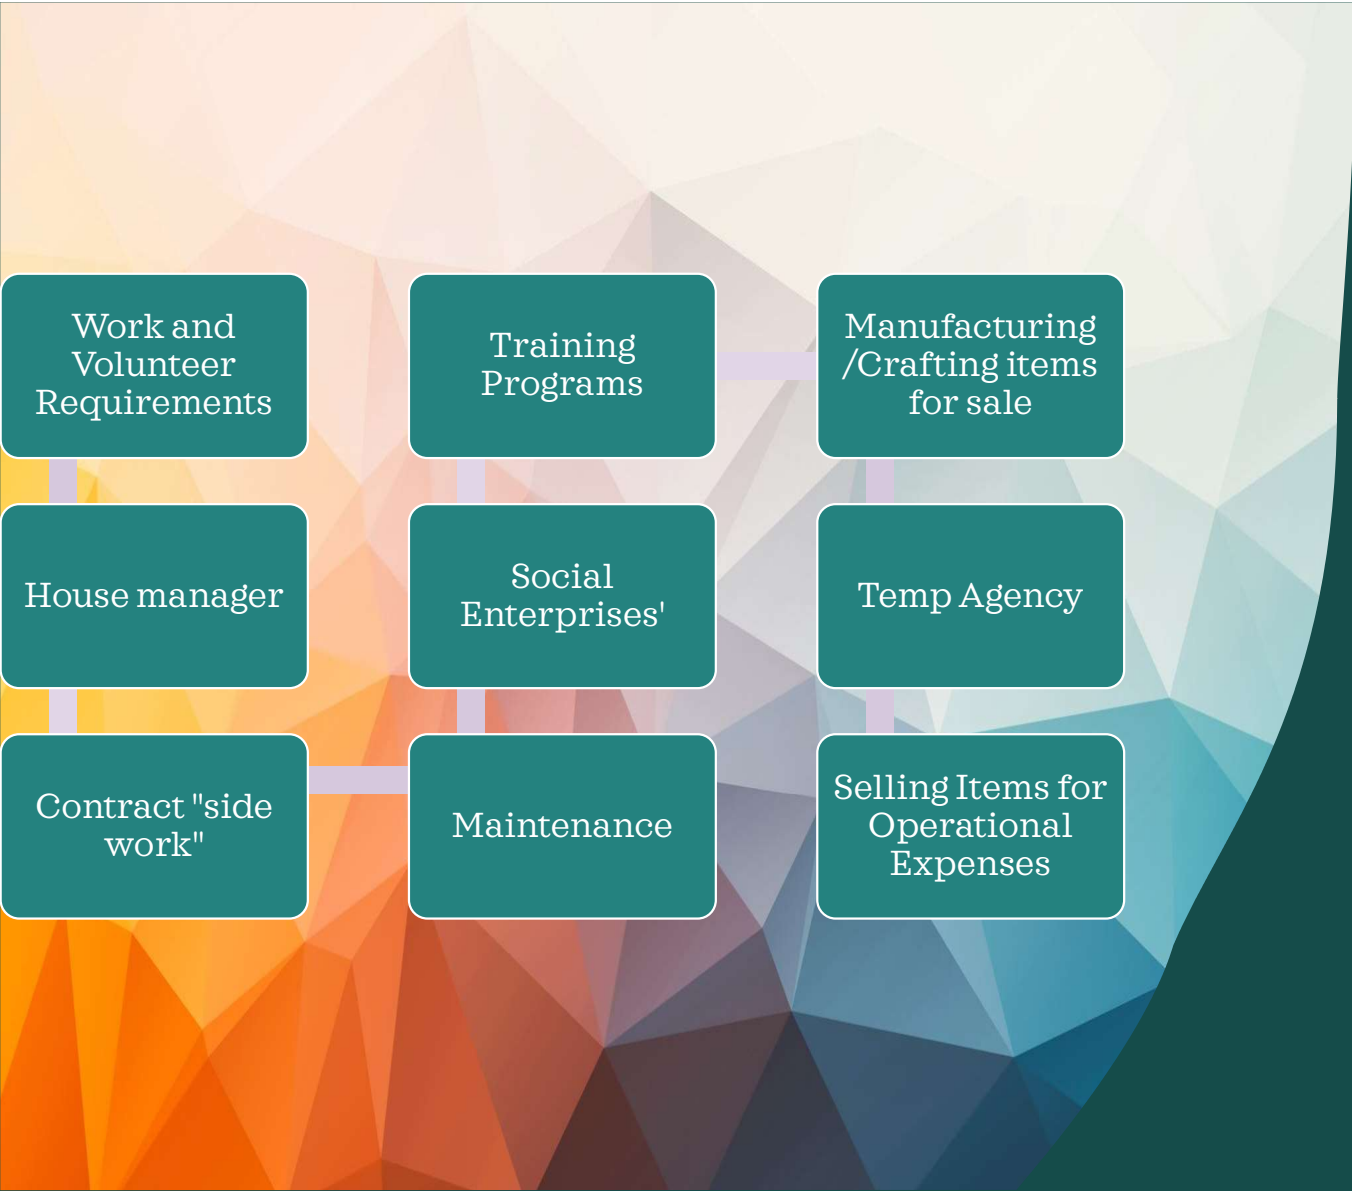 Work and
Volunteer
Requirements
House manager
Contract "side
work"
Maintenance
Social
Enterprises'
Training
Programs
Manufacturing
/Crafting items
for sale
Temp Agency
Selling Items for
Operational
Expenses